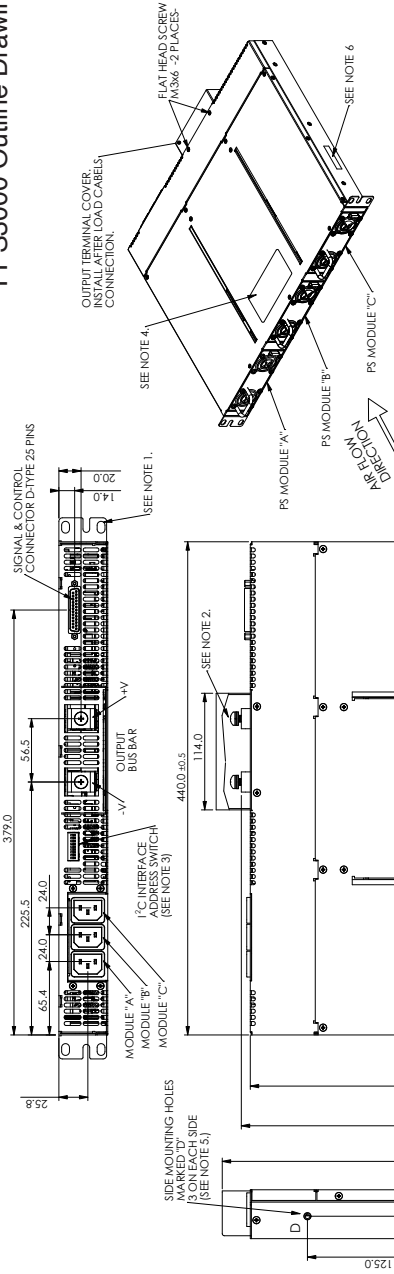 379.0
225.5
56.5
65.4
24.0
24.0
25.8
14.0
20.0
SIGNAL & CONTROL
CONNECTOR D-TYPE 25 PINS
SEE NOTE 1.
-V
+V
OUTPUT
BUS BAR
I²C INTERFACE
ADDRESS SWITCH
(SEE NOTE 3)
MODULE "A"
MODULE "B"
MODULE "C"
OUTPUT TERMINAL COVER.
INSTALL AFTER LOAD CABELS
CONNECTION.
FLAT HEAD SCREW
M3x6 -2 PLACES-
SEE NOTE 4.
SEE NOTE 6
PS MODULE "A"
PS MODULE "B"
PS MODULE "C"
AIR FLOW
DIRECTION
440.0 ±0.5
114.0
SEE NOTE 2.
SIDE MOUNTING HOLES
MARKED "D"
3 ON EACH SIDE
(SEE NOTE 5.)
D
125.0